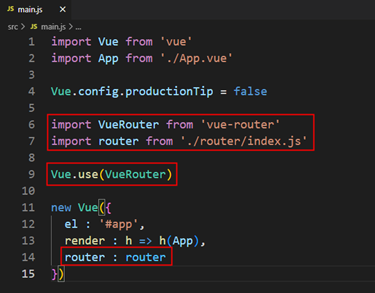 JS main.js ×
src > JS main.js > ...
1 import Vue from 'vue'
2 import App from './App.vue'
3
4 Vue.config.productionTip = false
5
6 import VueRouter from 'vue-router'
7 import router from './router/index.js'
8
9 Vue.use(VueRouter)
10
11 new Vue({
12 el : '#app',
13 render : h => h(App),
14 router : router
15 })